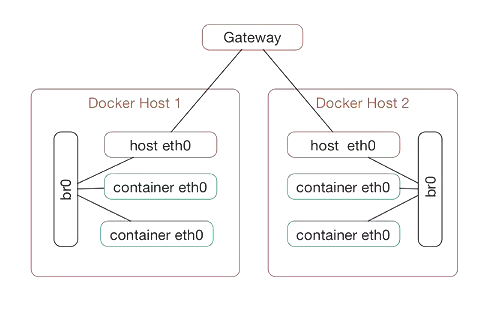 Gateway
Docker Host 1
host eth0
br0
container eth0
container eth0
Docker Host 2
host eth0
container eth0
br0
container eth0